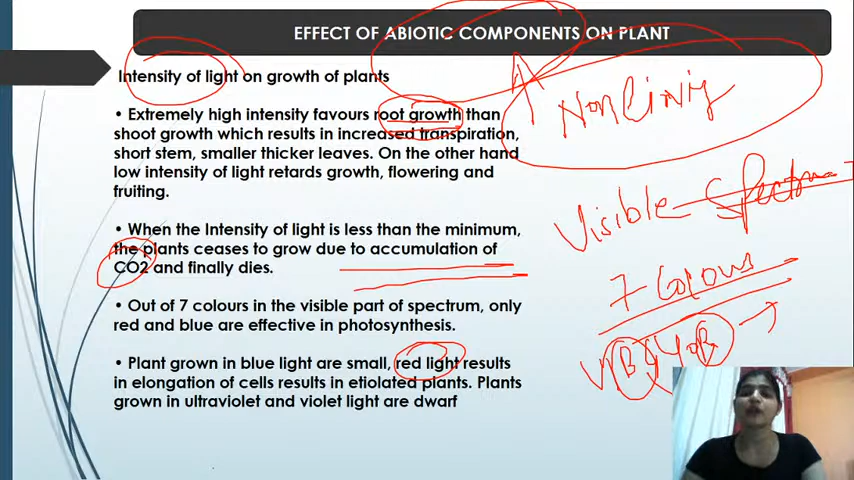 EFFECT OF ABIOTIC COMPONENTS ON PLANT
Intensity of light on growth of plants
• Extremely high intensity favours root growth than
shoot growth which results in increased transpiration,
short stem, smaller thicker leaves. On the other hand
low intensity of light retards growth, flowering and
fruiting.
• When the Intensity of light is less than the minimum,
the plants ceases to grow due to accumulation of
CO2 and finally dies.
• Out of 7 colours in the visible part of spectrum, only
red and blue are effective in photosynthesis.
• Plant grown in blue light are small, red light results
in elongation of cells results in etiolated plants. Plants
grown in ultraviolet and violet light are dwarf
A
Visible Spectrum
7 Colours